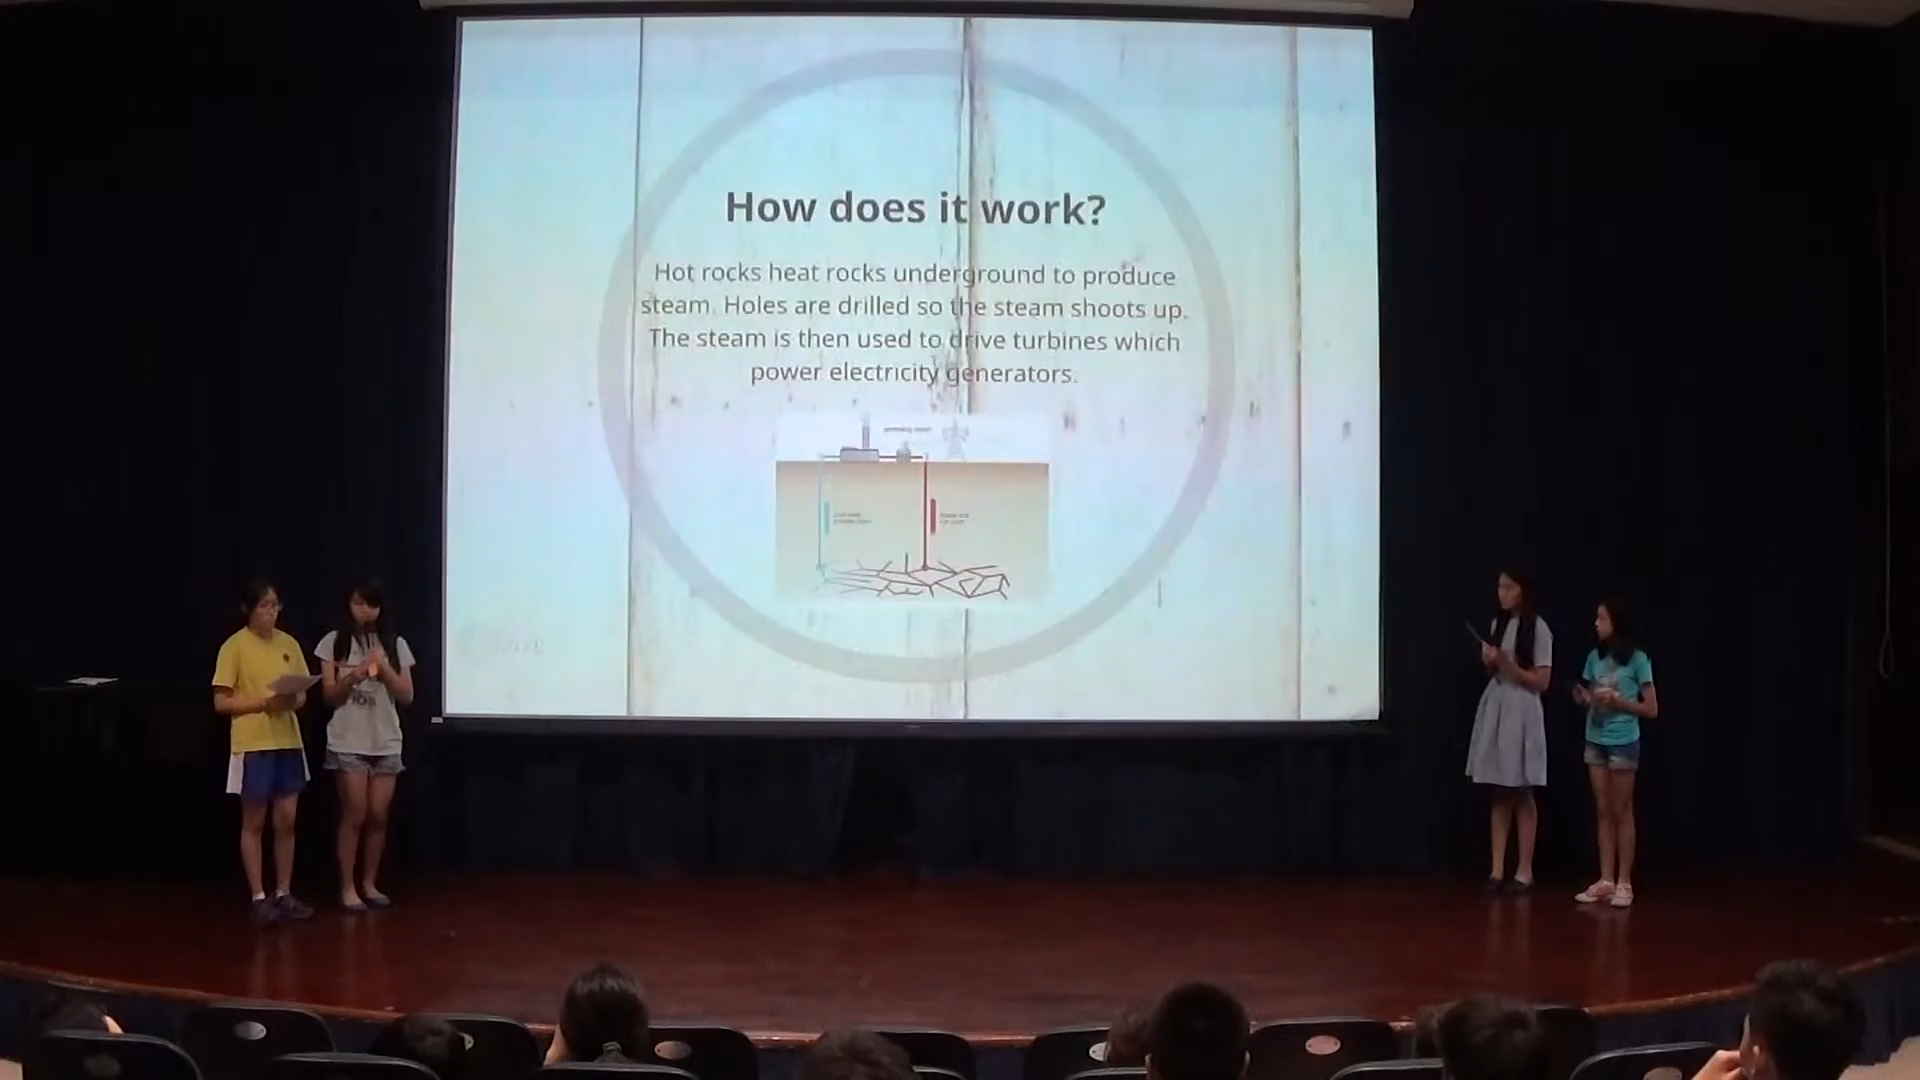 How does it work?
Hot rocks heat rocks underground to produce
steam. Holes are drilled so the steam shoots up.
The steam is then used to drive turbines which
power electricity generators.